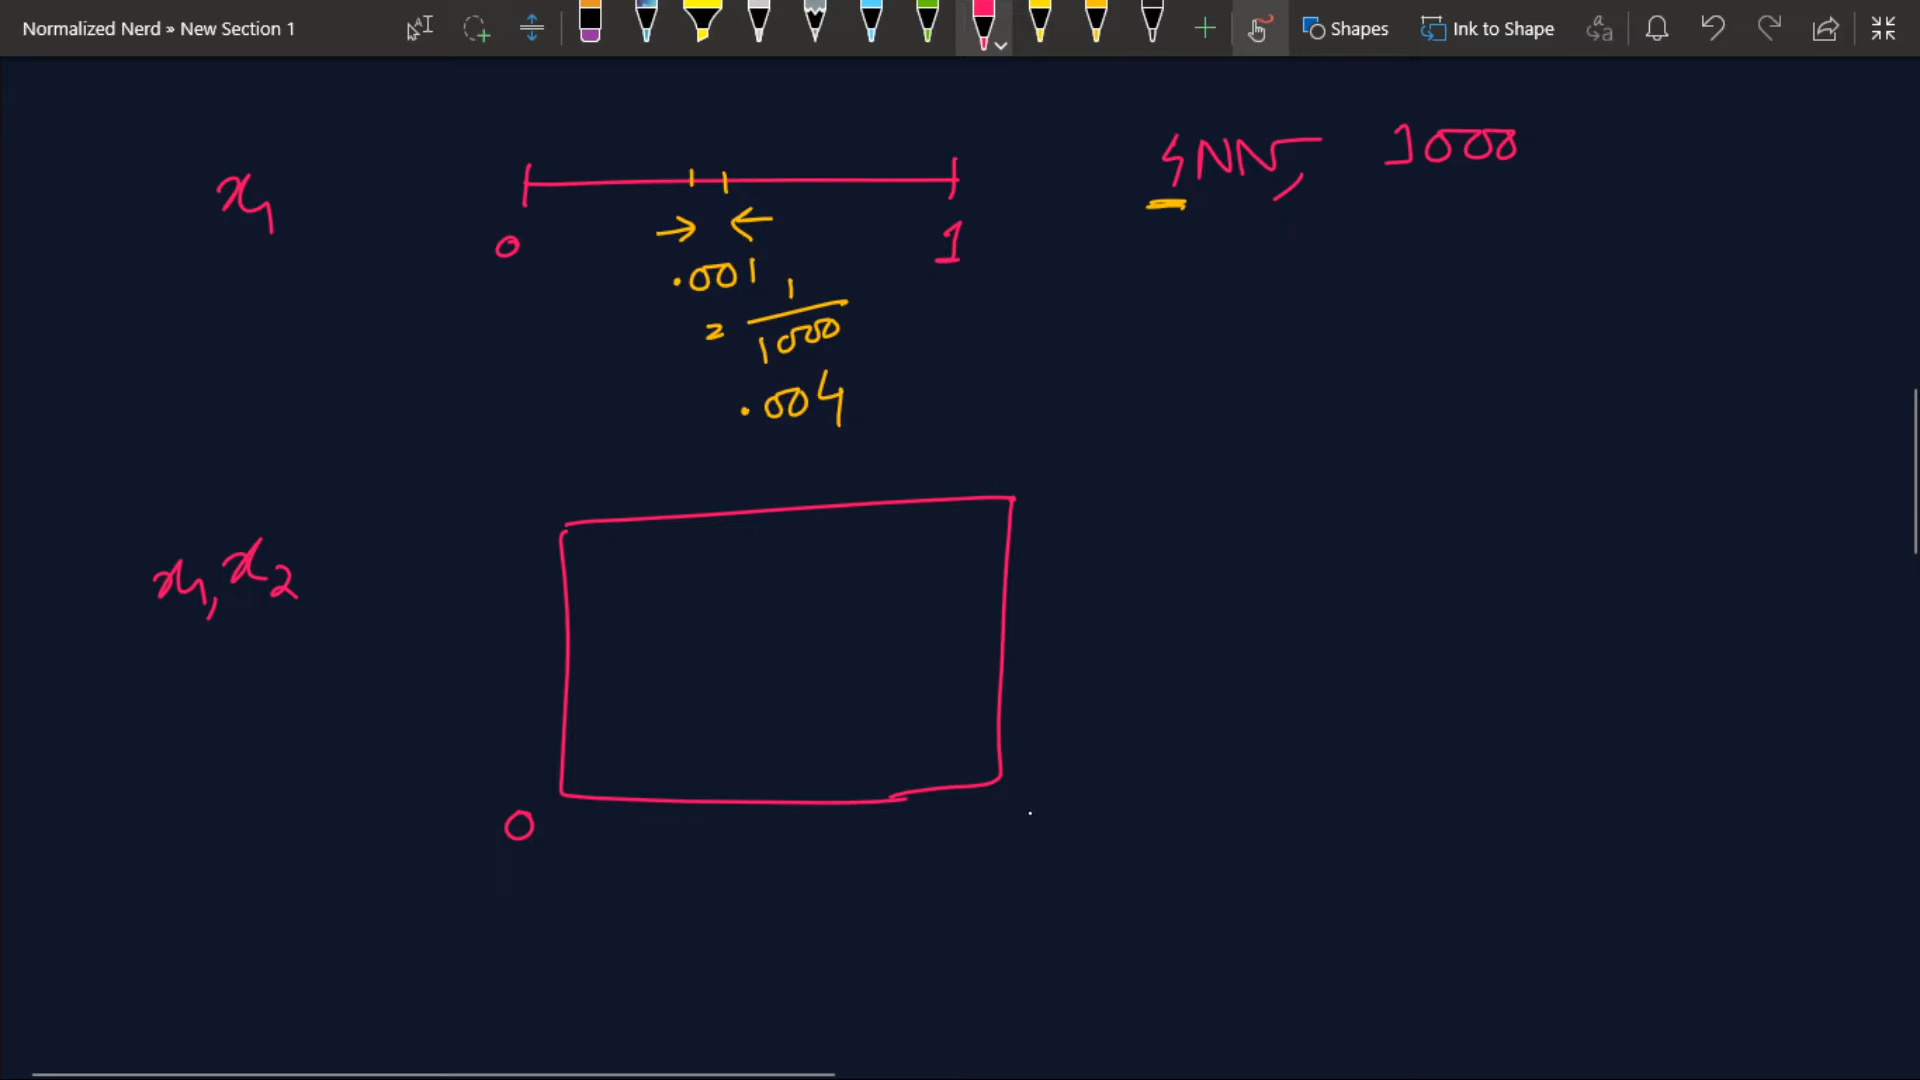 Normalized Nerd » New Section 1
Shapes
Ink to Shape
x1
0
1
4NN, 1000
.001
= 1/1000
.004
x1, x2
0